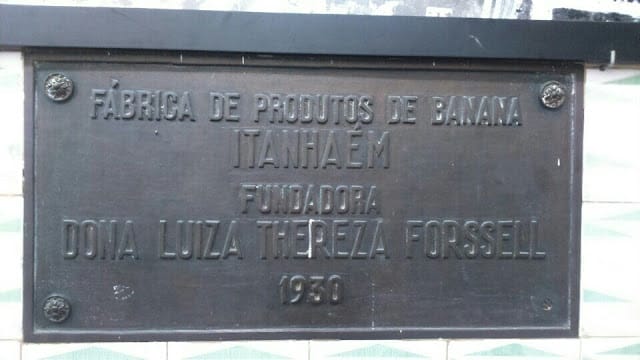 FÁBRICA DE PRODUTOS DE BANANA
ITANHAÉM
FUNDADORA
DONA LUIZA THEREZA FORSSELL
1930